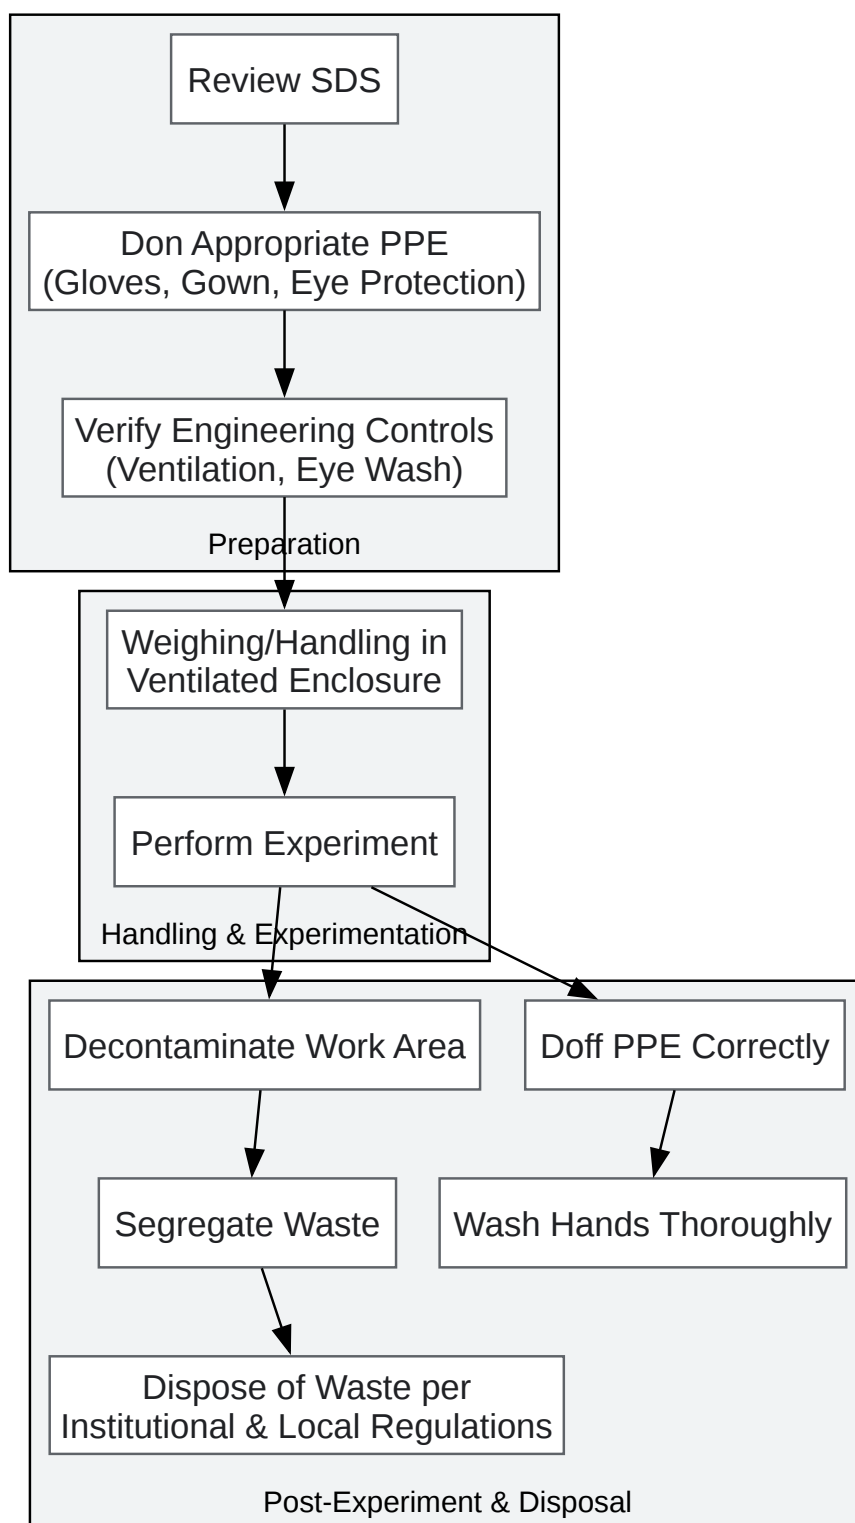 Review SDS
Don Appropriate PPE
(Gloves, Gown, Eye Protection)
Verify Engineering Controls
(Ventilation, Eye Wash)
Preparation
Weighing/Handling in
Ventilated Enclosure
Perform Experiment
Handling & Experimentation
Decontaminate Work Area
Doff PPE Correctly
Segregate Waste
Wash Hands Thoroughly
Dispose of Waste per
Institutional & Local Regulations
Post-Experiment & Disposal